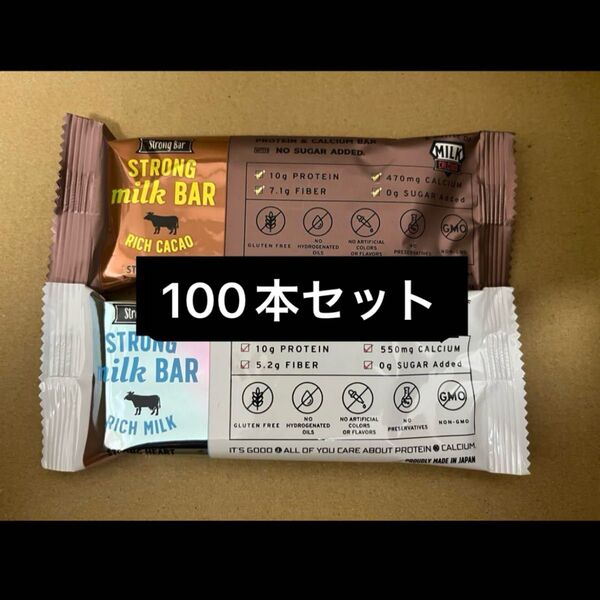 Strong Bar
STRONG
milk BAR
RICH CACAO
PROTEIN & CALCIUM BAR
NO SUGAR ADDED.
MILK
10g PROTEIN
470mg CALCIUM
7.1g FIBER
0g SUGAR Added
GLUTEN FREE
NO HYDROGENATED OILS
NO ARTIFICIAL COLORS OR FLAVORS
NO PRESERVATIVES
GMO
NON-GMO
100本セット
STRONG
milk BAR
RICH MILK
10g PROTEIN
550mg CALCIUM
5.2g FIBER
0g SUGAR Added
GLUTEN FREE
NO HYDROGENATED OILS
NO ARTIFICIAL COLORS OR FLAVORS
NO PRESERVATIVES
GMO
NON-GMO
HEART
IT'S GOOD ALL OF YOU CARE ABOUT PROTEIN CALCIUM
PROUDLY MADE IN JAPAN